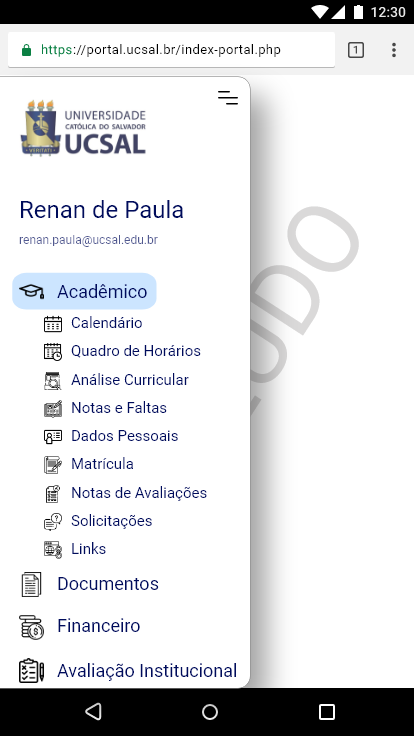 12:30
https://portal.ucsal.br/index-portal.php
1
UNIVERSIDADE
CATÓLICA DO SALVADOR
UCSAL
Renan de Paula
renan.paula@ucsal.edu.br
Acadêmico
Calendário
Quadro de Horários
Análise Curricular
Notas e Faltas
Dados Pessoais
Matrícula
Notas de Avaliações
Solicitações
Links
Documentos
Financeiro
Avaliação Institucional
UDO